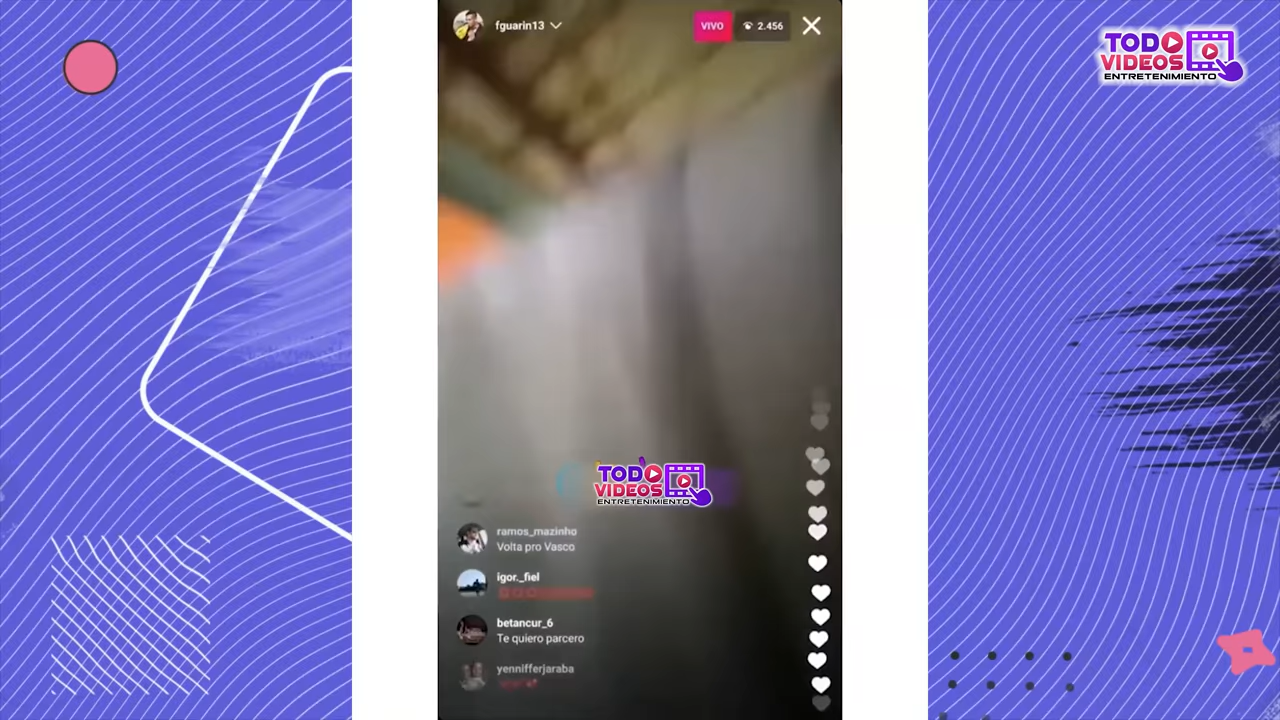 fguarin13
VIVO
2.456
TODO
VIDEOS
ENTRETENIMIENTO
TODO
VIDEOS
ENTRETENIMIENTO
ramos_mazinho
Volta pro Vasco
igor._fiel
betancur_6
Te quiero parcero
yennifferjaraba